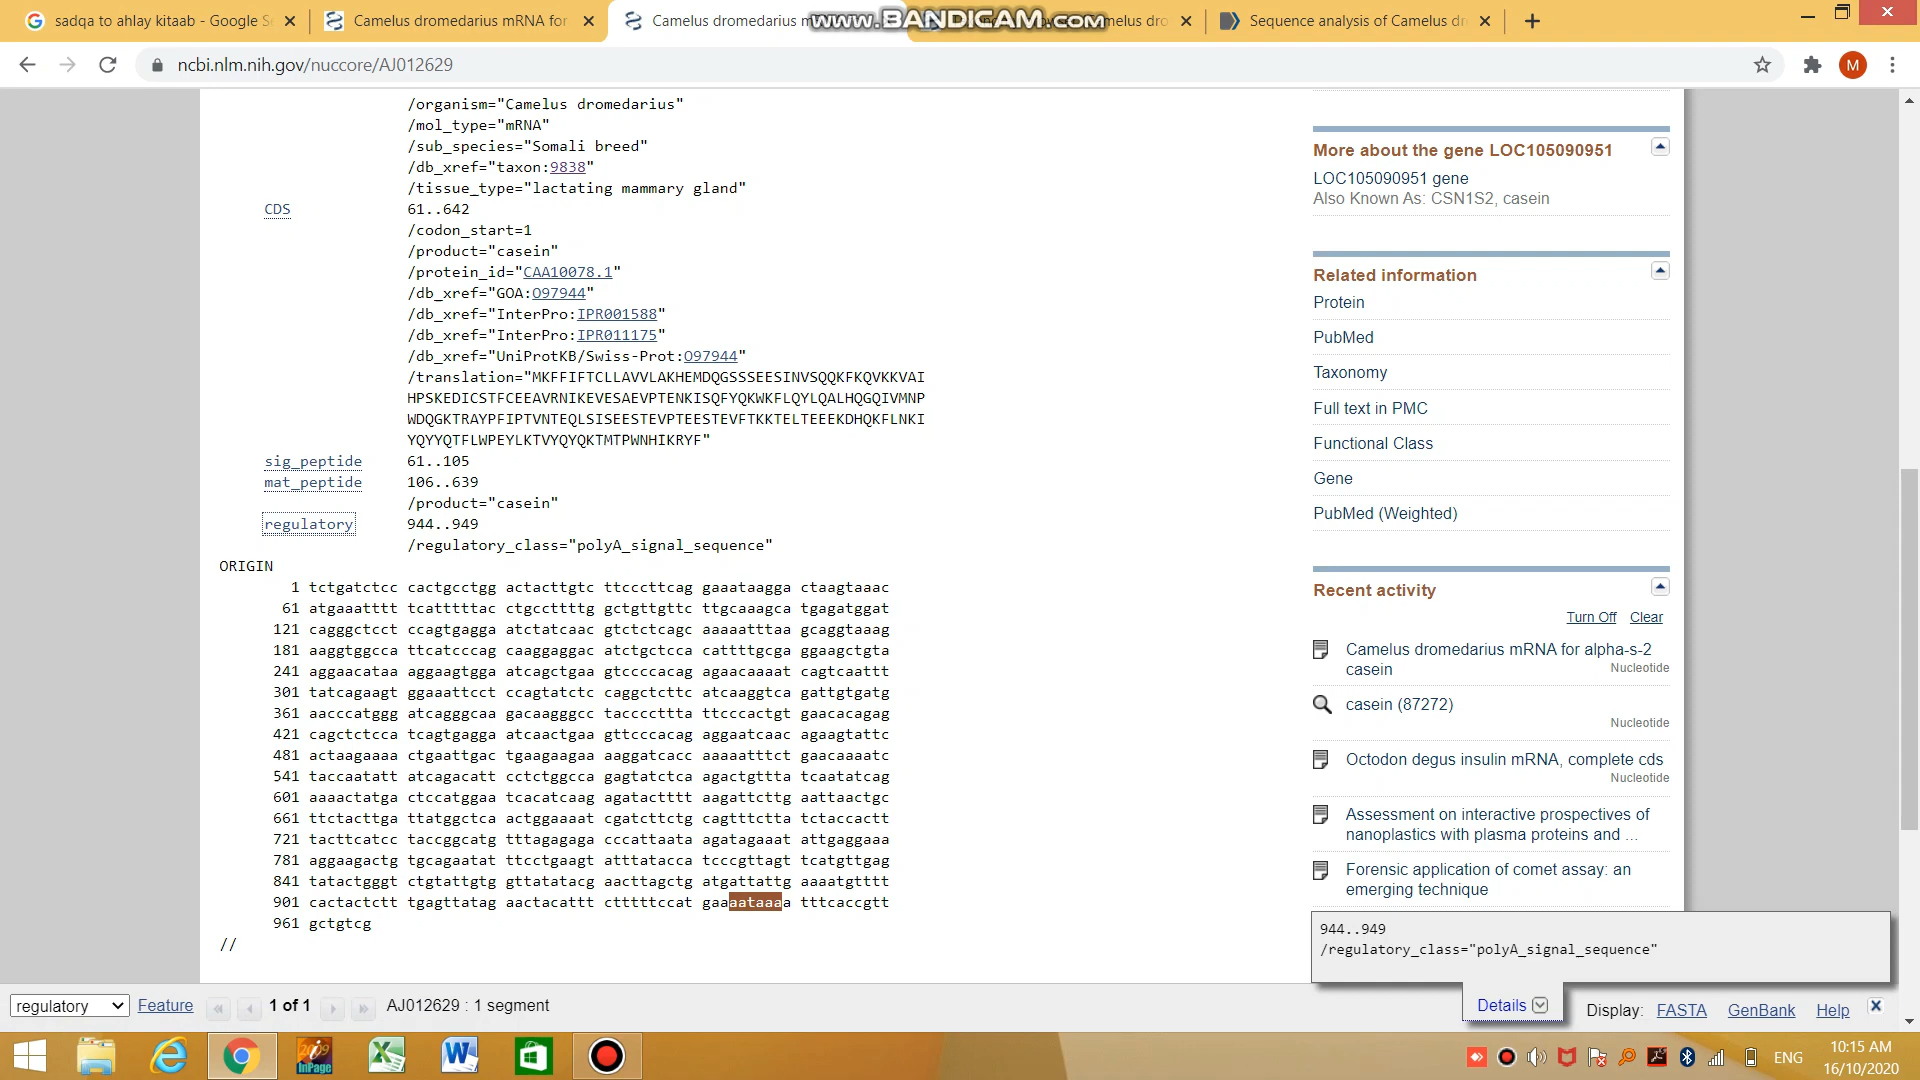 sadqa to ahlay kitaab - Google Se
Camelus dromedarius mRNA for
Camelus dromedarius m
www.BANDICAM.com
Sequence analysis of Camelus dr
ncbi.nlm.nih.gov/nuccore/AJ012629
M
/organism="Camelus dromedarius"
/mol_type="mRNA"
/sub_species="Somali breed"
/db_xref="taxon:9838"
/tissue_type="lactating mammary gland"
CDS 61..642
/codon_start=1
/product="casein"
/protein_id="CAA10078.1"
/db_xref="GOA:O97944"
/db_xref="InterPro:IPR001588"
/db_xref="InterPro:IPR011175"
/db_xref="UniProtKB/Swiss-Prot:O97944"
/translation="MKFFIFTCLLAVVLAKHEMDQGSSSEESINVSQQKFKQVKKVAI
HPSKEDICSTFCEEAVRNIKEVESAEVPTENKISQFYQKWKFLQYLQALHQGQIVMNP
WDQGKTRAYPFIPTVNTEQLSISEESTEVPTEESTEVFTKKTELTEEEKDHQKFLNKI
YQYYQTFLWPEYLKTVYQYQKTMTPWNHIKRYF"
sig_peptide 61..105
mat_peptide 106..639
/product="casein"
regulatory 944..949
/regulatory_class="polyA_signal_sequence"
ORIGIN
1 tctgatctcc cactgcctgg actacttgtc ttcccttcag gaaataagga ctaagtaaac
61 atgaaatttt tcatttttac ctgccttttg gctgttgttc ttgcaaagca tgagatggat
121 cagggctcct ccagtgagga atctatcaac gtctctcagc aaaaatttaa gcaggtaaag
181 aaggtggcca ttcatcccag caaggaggac atctgctcca cattttgcga ggaagctgta
241 aggaacataa aggaagtgga atcagctgaa gtccccacag agaacaaaat cagtcaattt
301 tatcagaagt ggaaattcct ccagtatctc caggctcttc atcaaggtca gattgtgatg
361 aacccatggg atcagggcaa gacaagggcc taccccttta ttcccactgt gaacacagag
421 cagctctcca tcagtgagga atcaactgaa gttcccacag aggaatcaac agaagtattc
481 actaagaaaa ctgaattgac tgaagaagaa aaggatcacc aaaaatttct gaacaaaatc
541 taccaatatt atcagacatt cctctggcca gagtatctca agactgttta tcaatatcag
601 aaaactatga ctccatggaa tcacatcaag agatactttt aagattcttg aattaactgc
661 ttctacttga ttatggctca actggaaaat cgatcttctg cagtttctta tctaccactt
721 tacttcatcc taccggcatg tttagagaca cccattaata agatagaaat attgaggaaa
781 aggaagactg tgcagaatat ttcctgaagt atttatacca tcccgttagt tcatgttgag
841 tatactgggt ctgtattgtg gttatatacg aacttagctg atgattattg aaaatgtttt
901 cactactctt tgagttatag aactacattt ctttttccat gaaaataaaa tttcaccgtt
961 gctgtcg
//
More about the gene LOC105090951
LOC105090951 gene
Also Known As: CSN1S2, casein
Related information
Protein
PubMed
Taxonomy
Full text in PMC
Functional Class
Gene
PubMed (Weighted)
Recent activity
Turn Off Clear
Camelus dromedarius mRNA for alpha-s-2
casein
Nucleotide
casein (87272)
Nucleotide
Octodon degus insulin mRNA, complete cds
Nucleotide
Assessment on interactive prospectives of
nanoplastics with plasma proteins and ...
Forensic application of comet assay: an
emerging technique
944..949
/regulatory_class="polyA_signal_sequence"
regulatory Feature 1 of 1 AJ012629 : 1 segment
Details Display: FASTA GenBank Help
2009 InPage
ENG
10:15 AM
16/10/2020